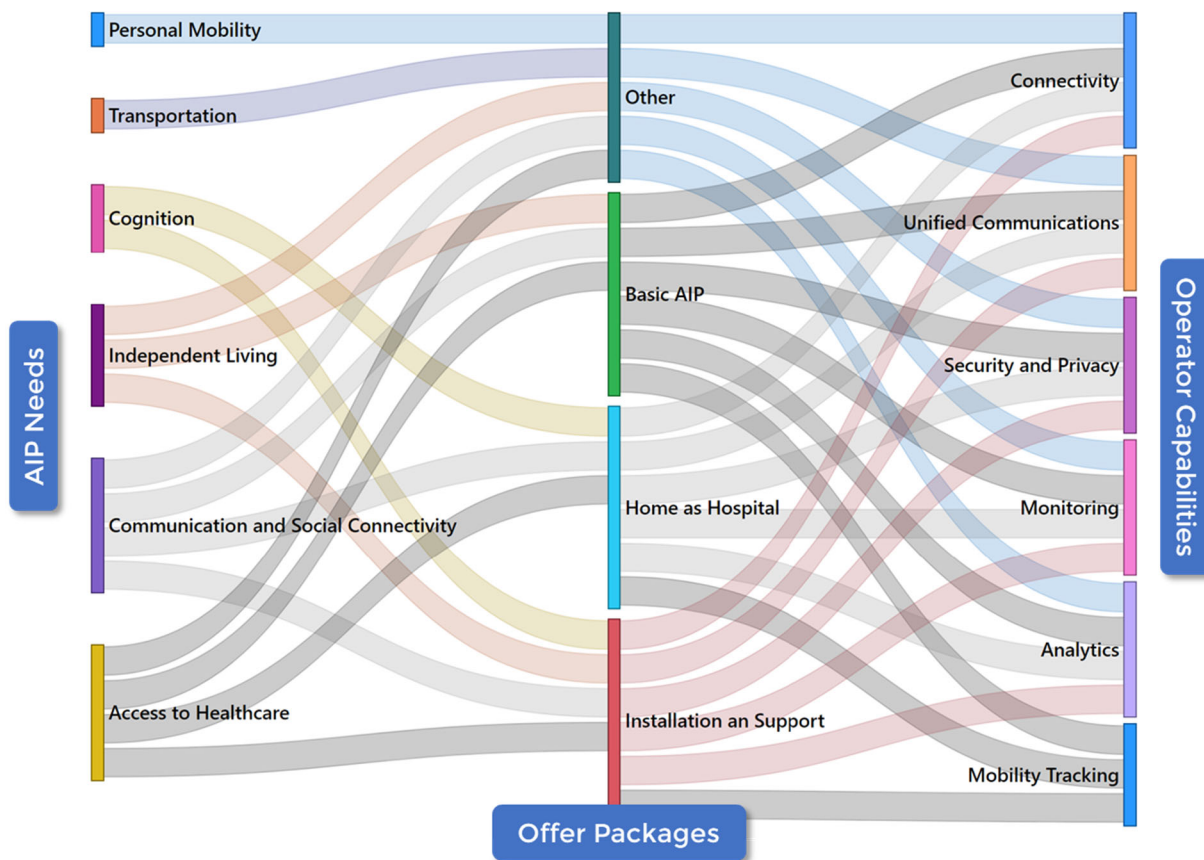 Personal Mobility
Transportation
Cognition
Independent Living
Communication and Social Connectivity
Access to Healthcare
AIP Needs
Other
Basic AIP
Home as Hospital
Installation an Support
Offer Packages
Connectivity
Unified Communications
Security and Privacy
Monitoring
Analytics
Mobility Tracking
Operator Capabilities